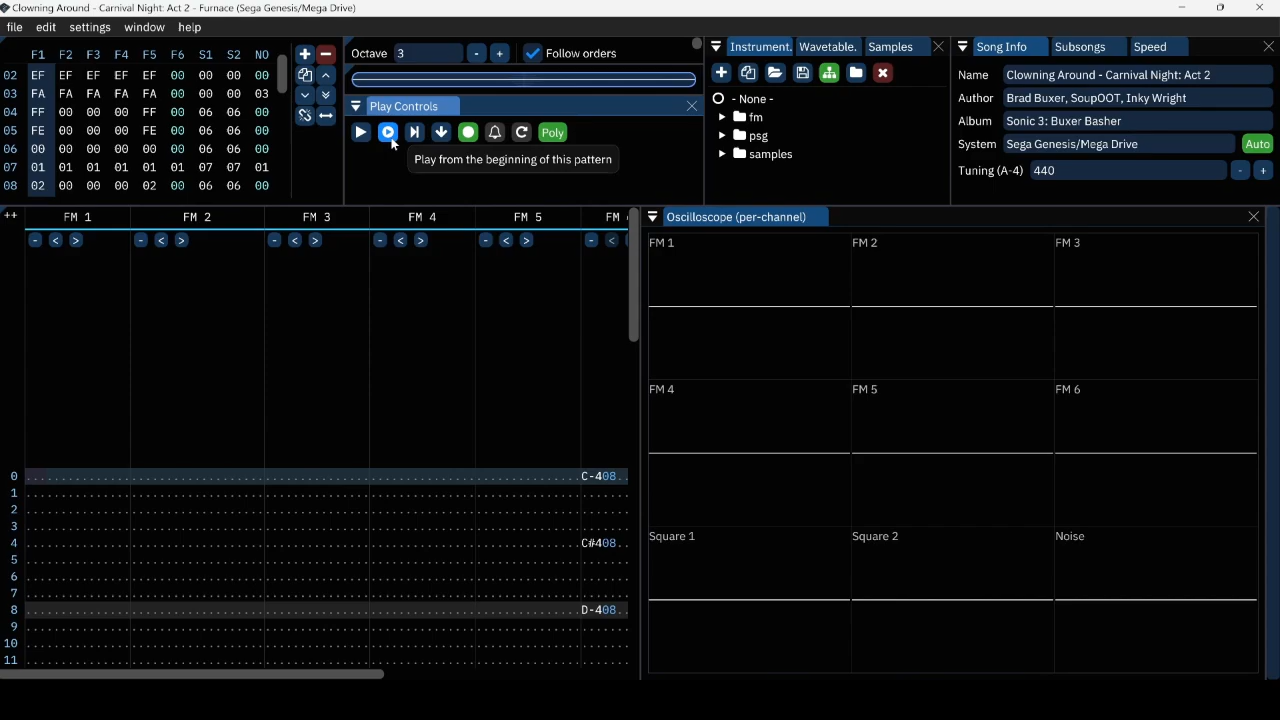 Clowning Around - Carnival Night: Act 2 - Furnace (Sega Genesis/Mega Drive)
file edit settings window help
F1 F2 F3 F4 F5 F6 S1 S2 NO
02 EF EF EF EF EF 00 00 00 00
03 FA FA FA FA FA 00 00 00 03
04 FF 00 00 00 FF 00 06 06 00
05 FE 00 00 00 FE 00 06 06 00
06 00 00 00 00 00 00 06 06 00
07 01 01 01 01 01 01 07 07 01
08 02 00 00 00 02 00 06 06 00
Octave 3 - + Follow orders
Play Controls
Poly
Play from the beginning of this pattern
Instrument. Wavetable. Samples
- None -
fm
psg
samples
Song Info Subsongs Speed
Name Clowning Around - Carnival Night: Act 2
Author Brad Buxer, SoupOOT, Inky Wright
Album Sonic 3: Buxer Basher
System Sega Genesis/Mega Drive Auto
Tuning (A-4) 440 - +
++ FM 1 FM 2 FM 3 FM 4 FM 5 FM
- < > - < > - < > - < > - < > - <
0 C-408
1
2
3
4 C#408
5
6
7
8 D-408
9
10
11
Oscilloscope (per-channel)
FM 1 FM 2 FM 3
FM 4 FM 5 FM 6
Square 1 Square 2 Noise